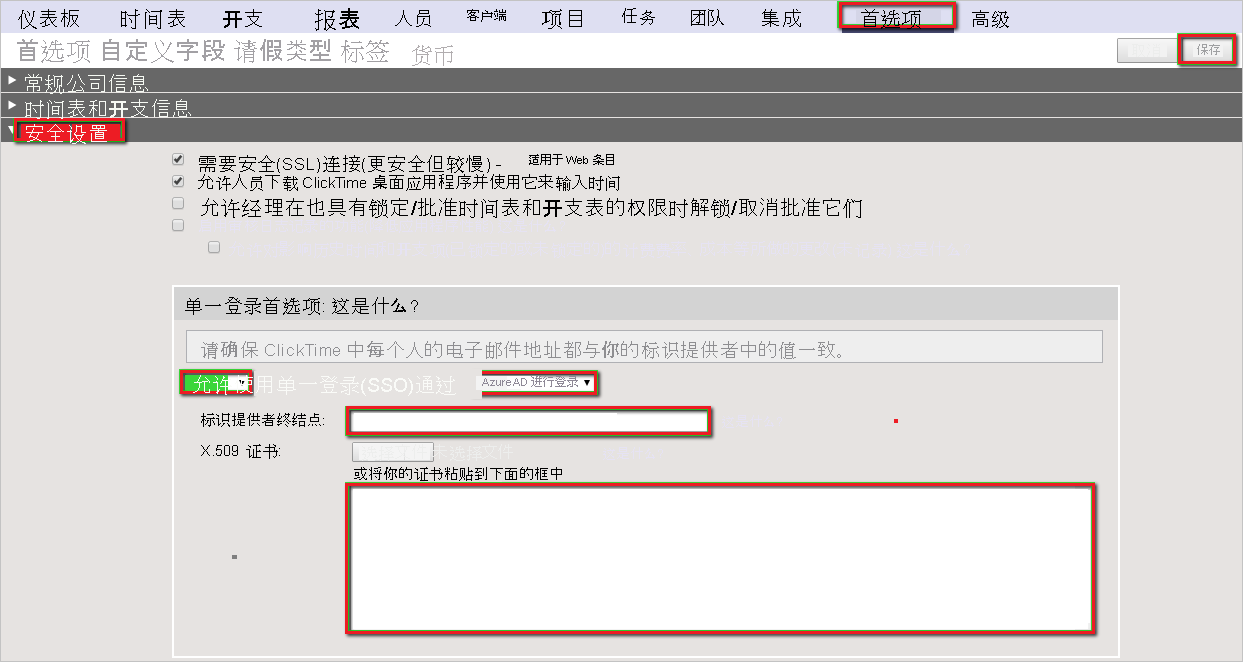 仪表板 时间表 开支 报表 人员 客户端 项目 任务 团队 集成 首选项 高级
首选项 自定义字段 请假类型 标签 货币 保存
常规公司信息
时间表和开支信息
安全设置
需要安全(SSL)连接(更安全但较慢) - 适用于 Web 条目
允许人员下载 ClickTime 桌面应用程序并使用它来输入时间
允许经理在也具有锁定/批准时间表和开支表的权限时解锁/取消批准它们
单一登录首选项: 这是什么?
请确保 ClickTime 中每个人的电子邮件地址都与你的标识提供者中的值一致。
允许使用单一登录(SSO)通过 Azure AD 进行登录
标识提供者终结点:
X.509 证书: 未选择文件
或将你的证书粘贴到下面的框中